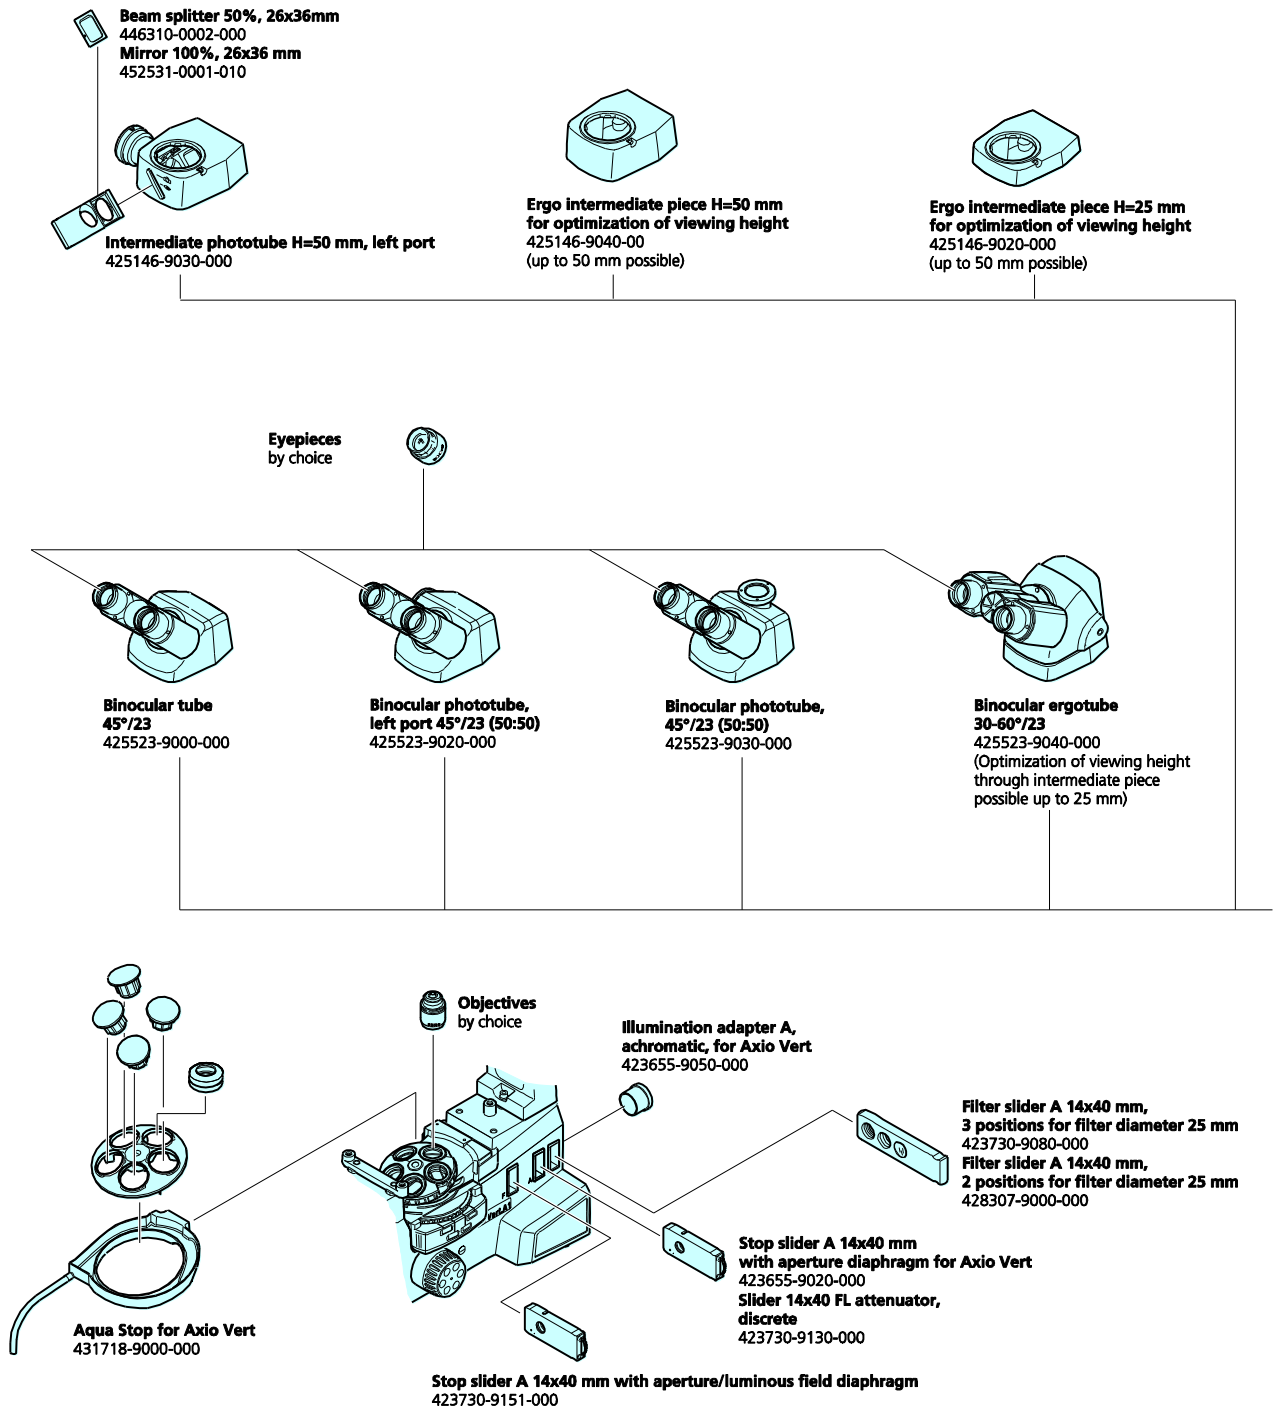 Beam splitter 50%, 26x36mm
446310-0002-000
Mirror 100%, 26x36 mm
452531-0001-010
Intermediate phototube H=50 mm, left port
425146-9030-000
Ergo intermediate piece H=50 mm
for optimization of viewing height
425146-9040-00
(up to 50 mm possible)
Ergo intermediate piece H=25 mm
for optimization of viewing height
425146-9020-000
(up to 50 mm possible)
Eyepieces
by choice
Binocular tube
45°/23
425523-9000-000
Binocular phototube,
left port 45°/23 (50:50)
425523-9020-000
Binocular phototube,
45°/23 (50:50)
425523-9030-000
Binocular ergotube
30-60°/23
425523-9040-000
(Optimization of viewing height
through intermediate piece
possible up to 25 mm)
Objectives
by choice
Illumination adapter A,
achromatic, for Axio Vert
423655-9050-000
Filter slider A 14x40 mm,
3 positions for filter diameter 25 mm
423730-9080-000
Filter slider A 14x40 mm,
2 positions for filter diameter 25 mm
428307-9000-000
F
A
Vert.A1
Stop slider A 14x40 mm
with aperture diaphragm for Axio Vert
423655-9020-000
Slider 14x40 FL attenuator,
discrete
423730-9130-000
Aqua Stop for Axio Vert
431718-9000-000
Stop slider A 14x40 mm with aperture/luminous field diaphragm
423730-9151-000